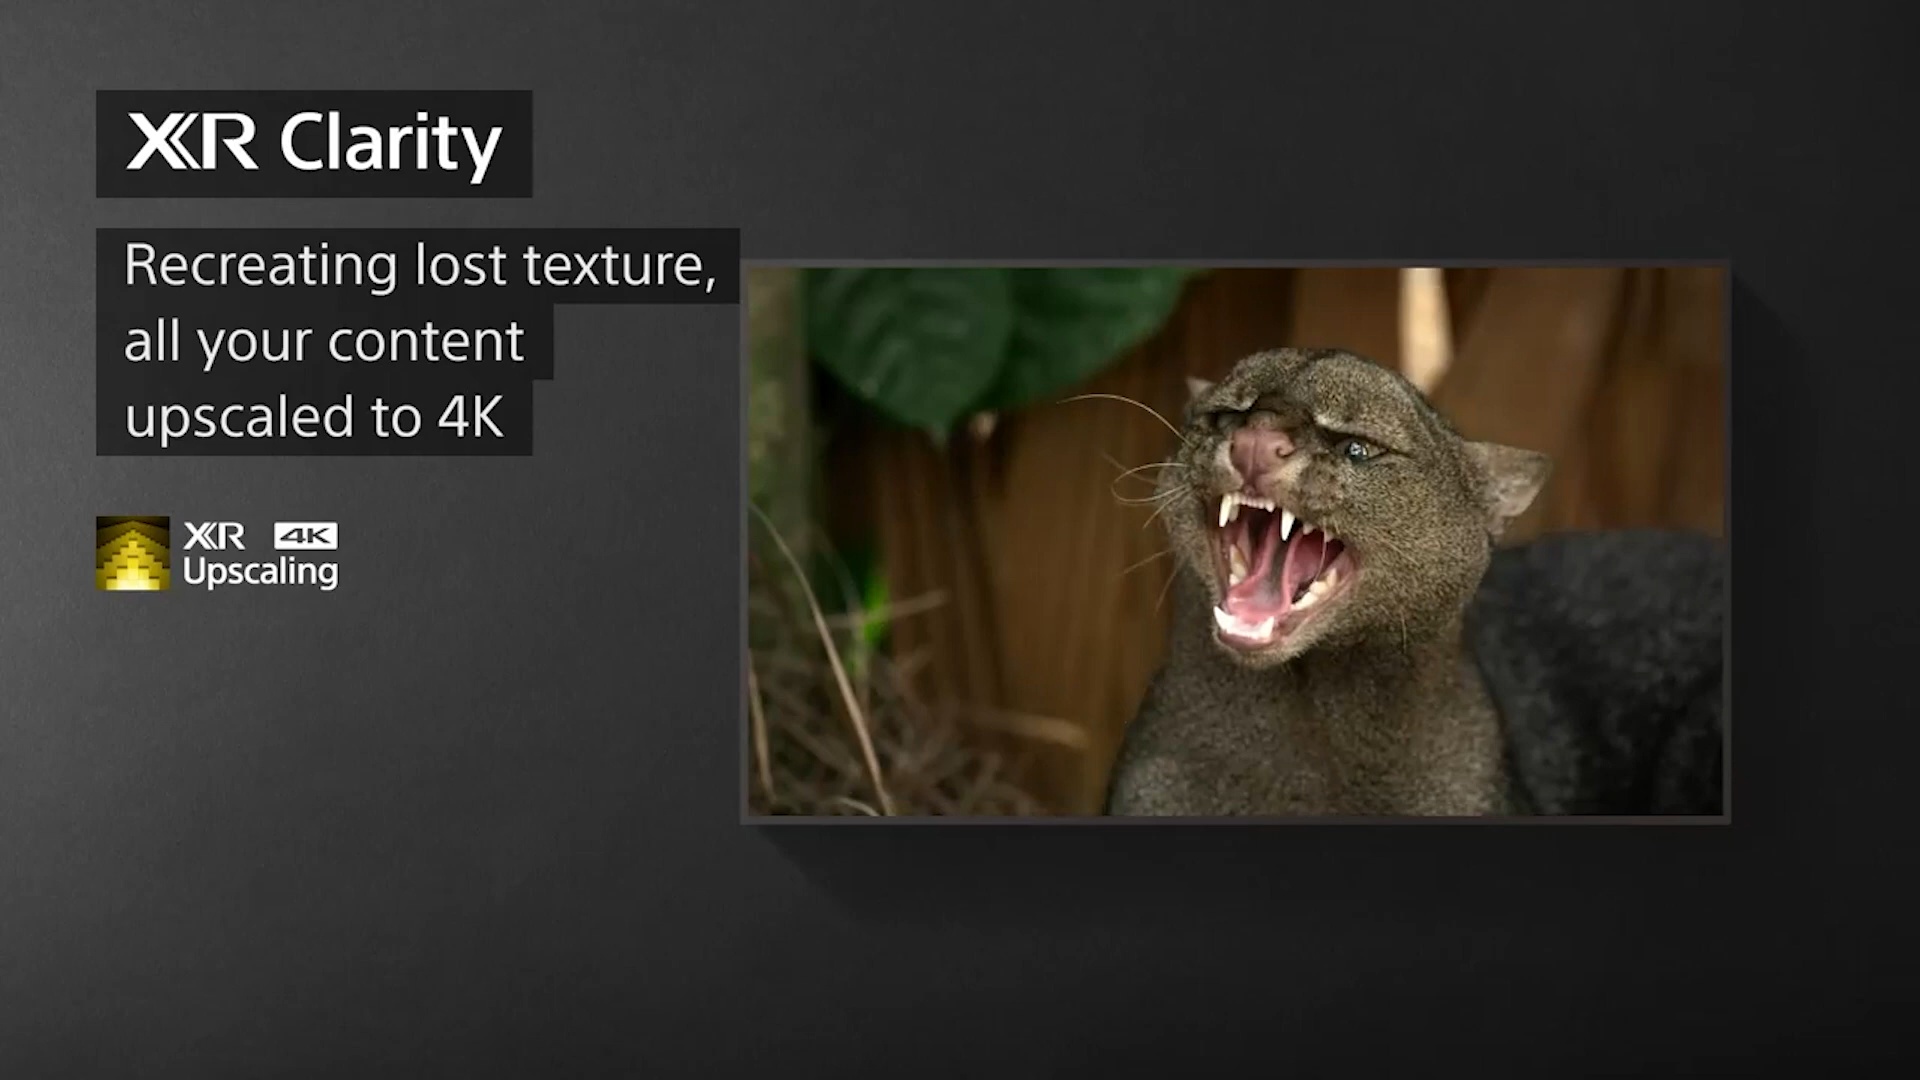 XR Clarity
Recreating lost texture,
all your content
upscaled to 4K
XR 4K
Upscaling